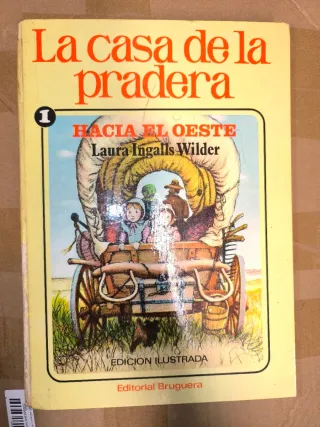 La casa de la
pradera
1
HACIA EL OESTE
Laura Ingalls Wilder
EDICION ILUSTRADA
Editorial Bruguera